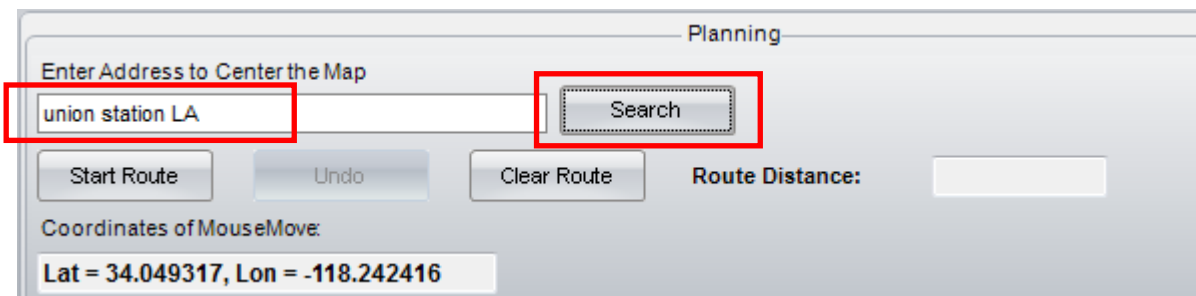 Planning
Enter Address to Center the Map
union station LA Search
Start Route Undo Clear Route Route Distance:
Coordinates of MouseMove:
Lat = 34.049317, Lon = -118.242416